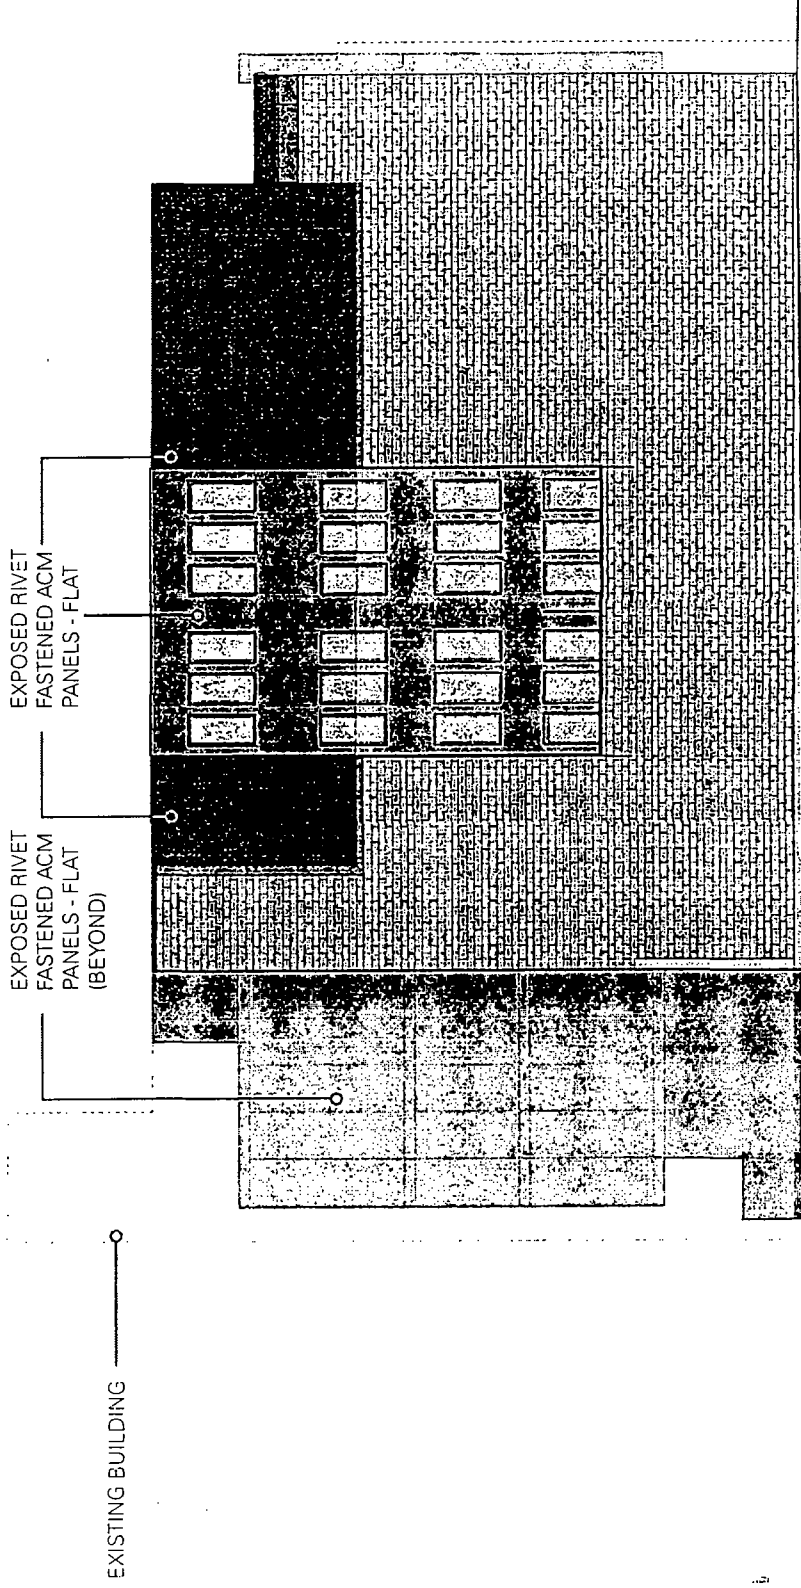 EXISTING BUILDING
EXPOSED RIVET
FASTENED ACM
PANELS - FLAT
(BEYOND)
EXPOSED RIVET
FASTENED ACM
PANELS - FLAT